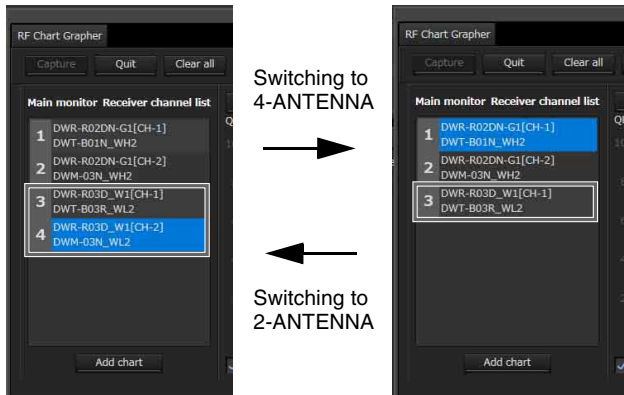 RF Chart Grapher
Capture Quit Clear all
Main monitor Receiver channel list
1 DWR-R02DN-G1[CH-1]
DWT-B01N_WH2
2 DWR-R02DN-G1[CH-2]
DWM-03N_WH2
3 DWR-R03D_W1[CH-1]
DWT-B03R_WL2
4 DWR-R03D_W1[CH-2]
DWM-03N_WL2
Add chart
Switching to
4-ANTENNA
Switching to
2-ANTENNA
RF Chart Grapher
Capture Quit Clear all
Main monitor Receiver channel list
1 DWR-R02DN-G1[CH-1]
DWT-B01N_WH2
2 DWR-R02DN-G1[CH-2]
DWM-03N_WH2
3 DWR-R03D_W1[CH-1]
DWT-B03R_WL2
Add chart